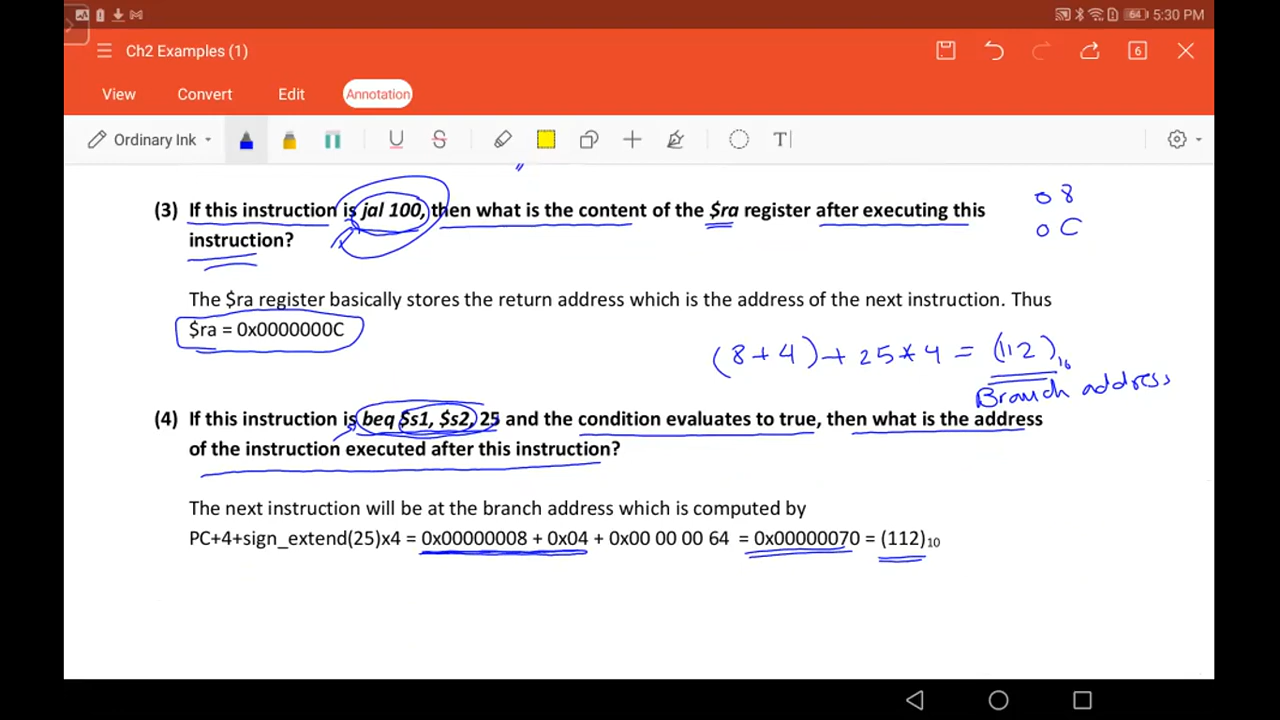 64 5:30 PM
Ch2 Examples (1)
6
View Convert Edit Annotation
Ordinary Ink
T|
(3) If this instruction is jal 100, then what is the content of the $ra register after executing this
instruction?
08
0C
The $ra register basically stores the return address which is the address of the next instruction. Thus
$ra = 0x0000000C
(8+4)+25*4 = (112)16
Branch address
(4) If this instruction is beq $s1, $s2, 25 and the condition evaluates to true, then what is the address
of the instruction executed after this instruction?
The next instruction will be at the branch address which is computed by
PC+4+sign_extend(25)x4 = 0x00000008 + 0x04 + 0x00 00 00 64 = 0x00000070 = (112)10